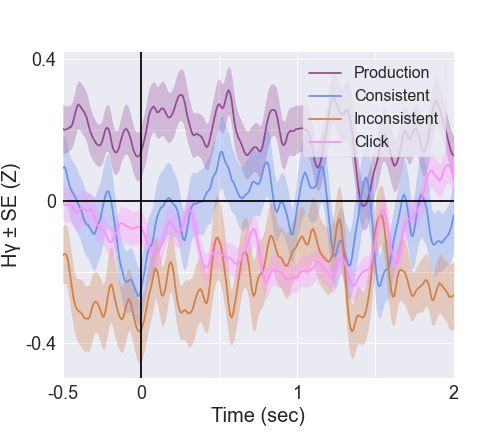 0.4
Production
Consistent
Inconsistent
Click
0
-0.4
Hγ ± SE (Z)
-0.5
0
1
2
Time (sec)